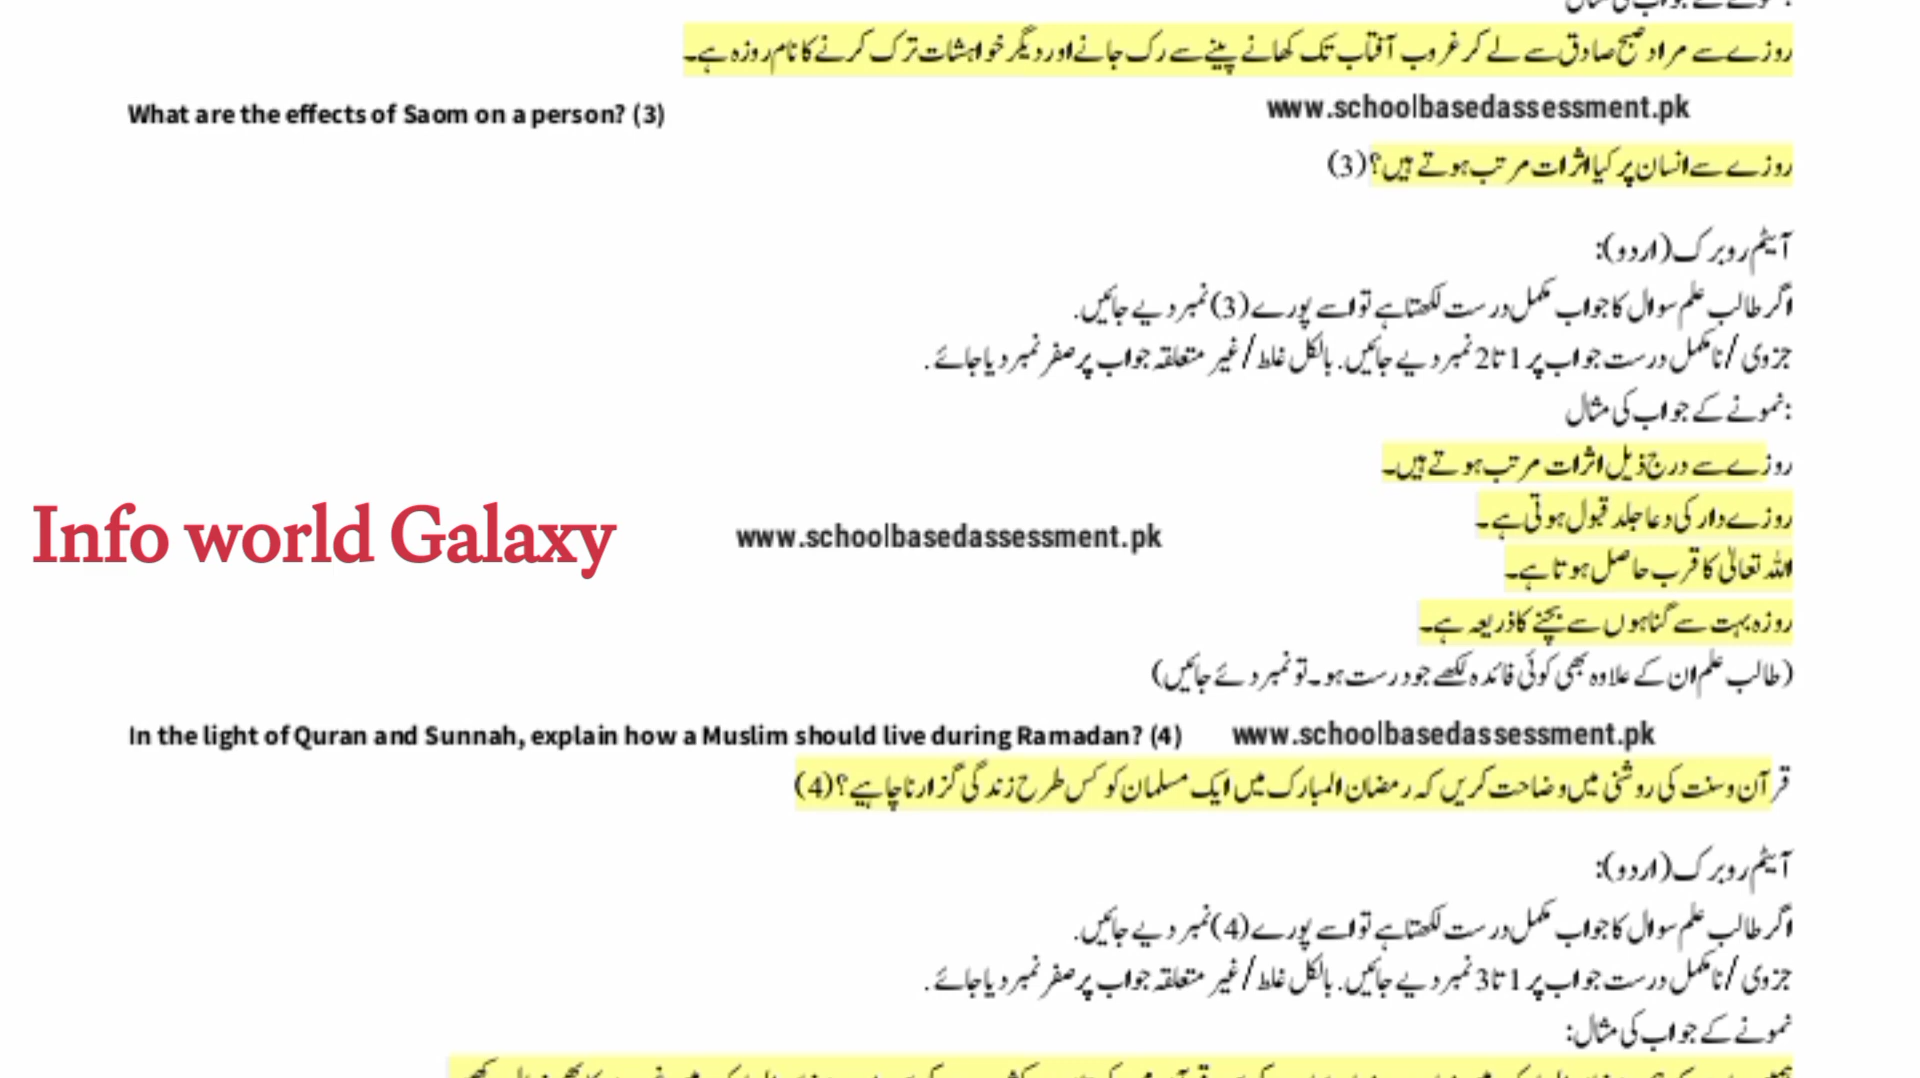 روزے سے مراد صبح صادق سے لے کر غروب آفتاب تک کھانے پینے سے رک جانے اور دیگر خواہشات ترک کرنے کا نام روزہ ہے۔
What are the effects of Saom on a person? (3)
www.schoolbasedassessment.pk
روزے سے انسان پر کیا اثرات مرتب ہوتے ہیں؟ (3)
آیٹم روبرک (اردو):
اگر طالب علم سوال کا جواب مکمل درست لکھتا ہے تو اسے پورے (3) نمبر دیے جائیں.
جزوی / نا مکمل درست جواب پر 1 تا 2 نمبر دیے جائیں. بالکل غلط / غیر متعلقہ جواب پر صفر نمبر دیا جائے.
:نمونے کے جواب کی مثال
روزے سے درج ذیل اثرات مرتب ہوتے ہیں۔
روزے دار کی دعا جلد قبول ہوتی ہے۔
Info world Galaxy
www.schoolbasedassessment.pk
اللہ تعالیٰ کا قرب حاصل ہوتا ہے۔
روزہ بہت سے گناہوں سے بچنے کا ذریعہ ہے۔
(طالب علم ان کے علاوہ بھی کوئی فائدہ لکھے جو درست ہو۔ تو نمبر دئے جائیں)
In the light of Quran and Sunnah, explain how a Muslim should live during Ramadan? (4)
www.schoolbasedassessment.pk
قرآن و سنت کی روشنی میں وضاحت کریں کہ رمضان المبارک میں ایک مسلمان کو کس طرح زندگی گزارنا چاہیے؟ (4)
آیٹم روبرک (اردو):
اگر طالب علم سوال کا جواب مکمل درست لکھتا ہے تو اسے پورے (4) نمبر دیے جائیں.
جزوی / نا مکمل درست جواب پر 1 تا 3 نمبر دیے جائیں. بالکل غلط / غیر متعلقہ جواب پر صفر نمبر دیا جائے.
نمونے کے جواب کی مثال: